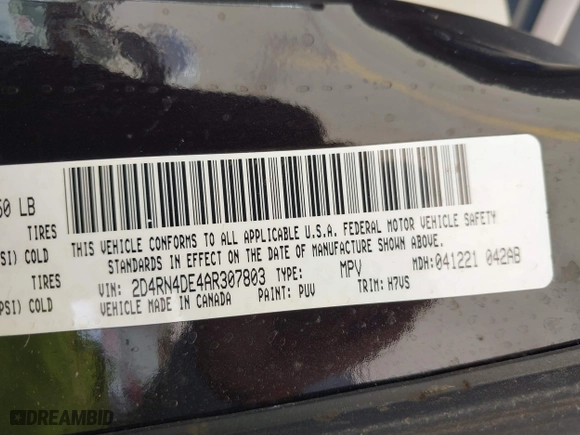 60 LB
TIRES
SI) COLD
TIRES
PSI) COLD
THIS VEHICLE CONFORMS TO ALL APPLICABLE U.S.A. FEDERAL MOTOR VEHICLE SAFETY
STANDARDS IN EFFECT ON THE DATE OF MANUFACTURE SHOWN ABOVE.
VIN: 2D4RN4DE4AR307803 TYPE: MPV MDH: 041221 042AB
VEHICLE MADE IN CANADA PAINT: PUV TRIM: H7VS
DREAMBID